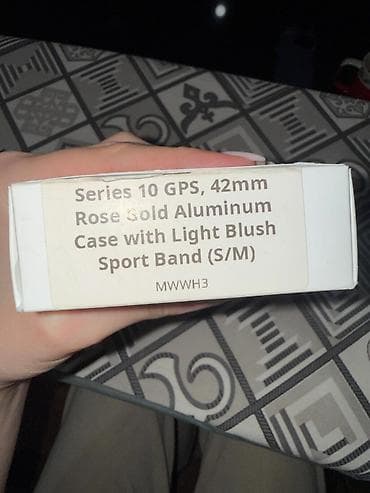 Series 10 GPS, 42mm
Rose Gold Aluminum
Case with Light Blush
Sport Band (S/M)
MWWH3